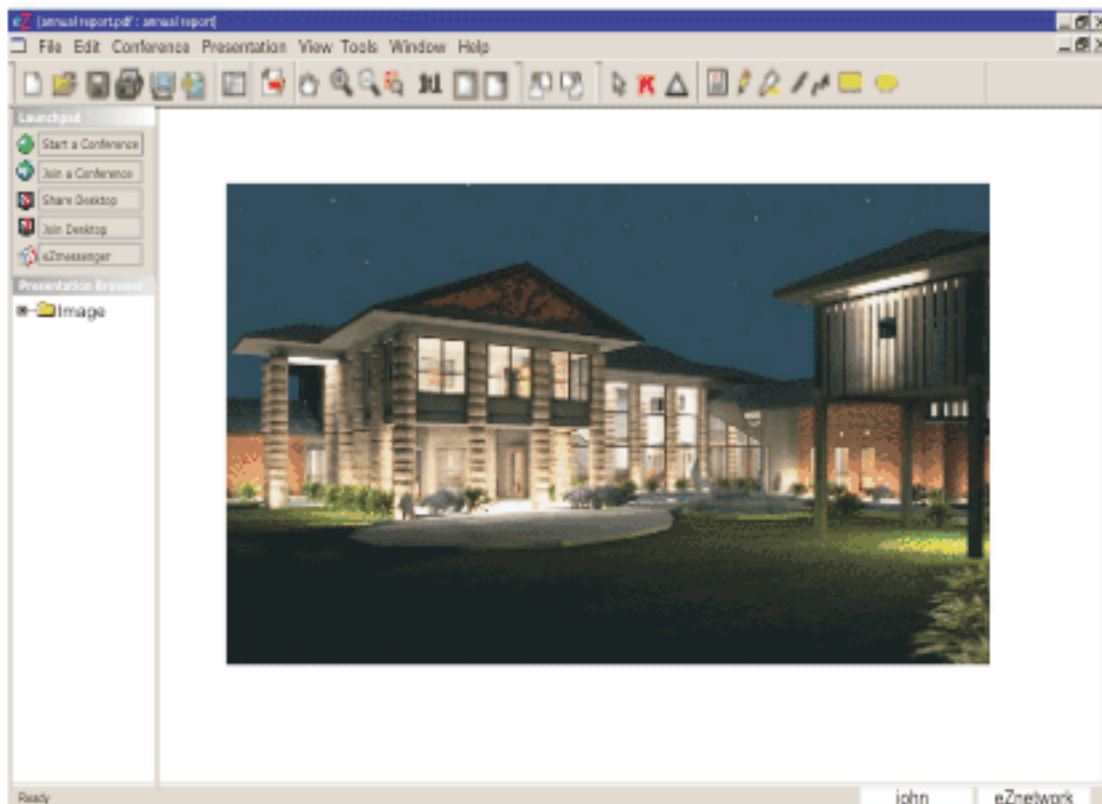 eZ [annual report.pdf : annual report]
File Edit Conference Presentation View Tools Window Help
Launchpad
Start a Conference
Join a Conference
Share Desktop
Join Desktop
eZmessenger
Presentation Browser
Image
Ready john eZnetwork